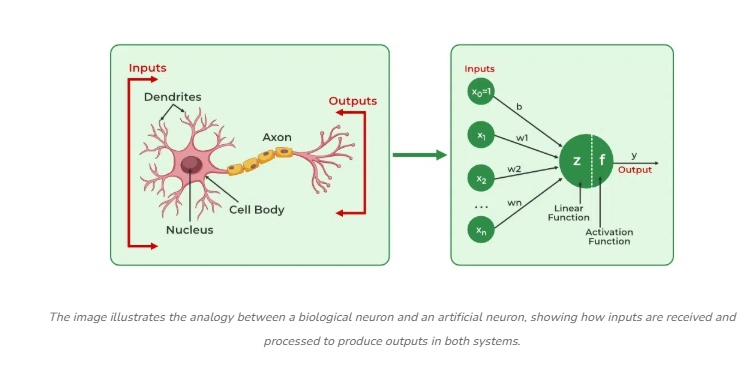 Inputs
Dendrites
Outputs
Axon
Cell Body
Nucleus
Inputs
x₀=1
b
x₁
w1
w2
x₂
...
wn
xₙ
z
f
y
Output
Linear
Function
Activation
Function
The image illustrates the analogy between a biological neuron and an artificial neuron, showing how inputs are received and
processed to produce outputs in both systems.